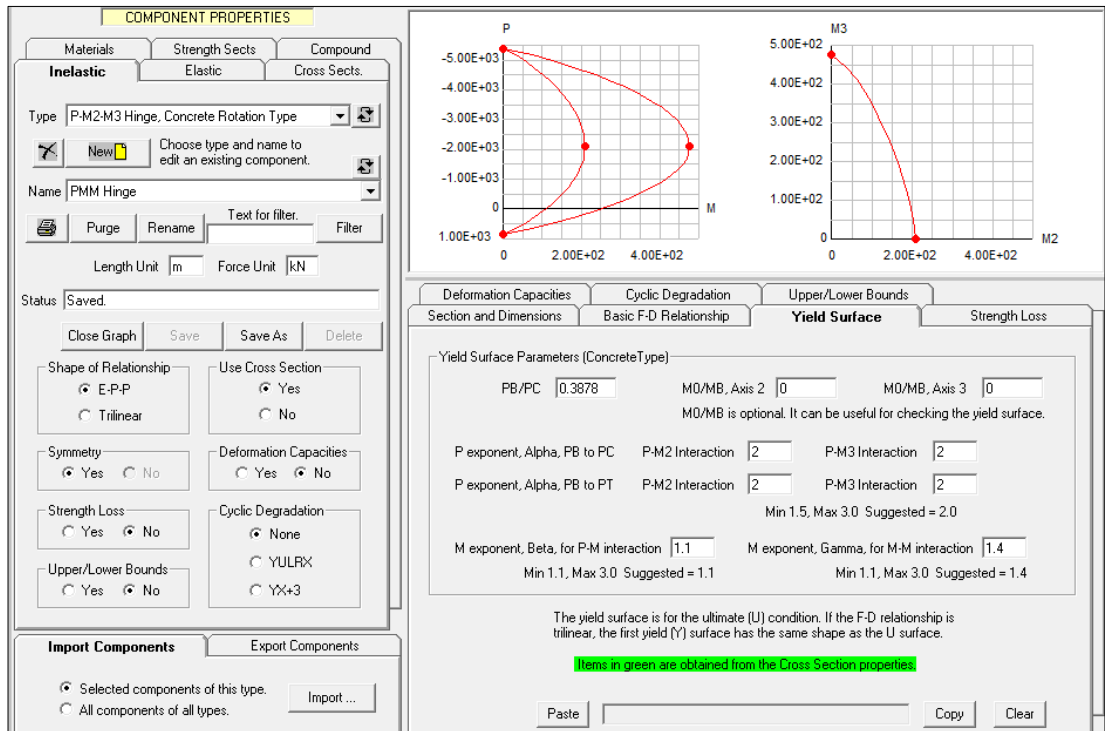 COMPONENT PROPERTIES
Materials Strength Sects Compound
Inelastic Elastic Cross Sects.
Type P-M2-M3 Hinge, Concrete Rotation Type
New Choose type and name to
edit an existing component.
Name PMM Hinge
Text for filter.
Purge Rename Filter
Length Unit m Force Unit kN
Status Saved.
Close Graph Save Save As Delete
Shape of Relationship
E-P-P
Trilinear
Use Cross Section
Yes
No
Symmetry
Yes No
Deformation Capacities
Yes No
Strength Loss
Yes No
Cyclic Degradation
None
YULRX
YX+3
Upper/Lower Bounds
Yes No
Import Components Export Components
Selected components of this type.
All components of all types.
Import ...
P
-5.00E+03
-4.00E+03
-3.00E+03
-2.00E+03
-1.00E+03
0
1.00E+03
M
0 2.00E+02 4.00E+02
M3
5.00E+02
4.00E+02
3.00E+02
2.00E+02
1.00E+02
0
M2
0 2.00E+02 4.00E+02
Deformation Capacities Cyclic Degradation Upper/Lower Bounds
Section and Dimensions Basic F-D Relationship Yield Surface Strength Loss
Yield Surface Parameters (ConcreteType)
PB/PC 0.3878 M0/MB, Axis 2 0 M0/MB, Axis 3 0
M0/MB is optional. It can be useful for checking the yield surface.
P exponent, Alpha, PB to PC P-M2 Interaction 2 P-M3 Interaction 2
P exponent, Alpha, PB to PT P-M2 Interaction 2 P-M3 Interaction 2
Min 1.5, Max 3.0 Suggested = 2.0
M exponent, Beta, for P-M interaction 1.1 M exponent, Gamma, for M-M interaction 1.4
Min 1.1, Max 3.0 Suggested = 1.1 Min 1.1, Max 3.0 Suggested = 1.4
The yield surface is for the ultimate (U) condition. If the F-D relationship is
trilinear, the first yield (Y) surface has the same shape as the U surface.
Items in green are obtained from the Cross Section properties.
Paste Copy Clear